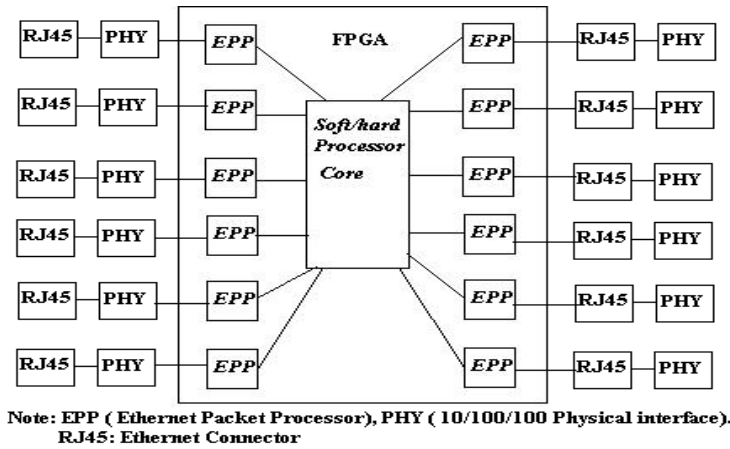 RJ45 PHY EPP FPGA EPP RJ45 PHY
RJ45 PHY EPP EPP RJ45 PHY
Soft/hard
Processor
Core
RJ45 PHY EPP EPP RJ45 PHY
RJ45 PHY EPP EPP RJ45 PHY
RJ45 PHY EPP EPP RJ45 PHY
RJ45 PHY EPP EPP RJ45 PHY
Note: EPP ( Ethernet Packet Processor), PHY ( 10/100/100 Physical interface).
RJ45: Ethernet Connector